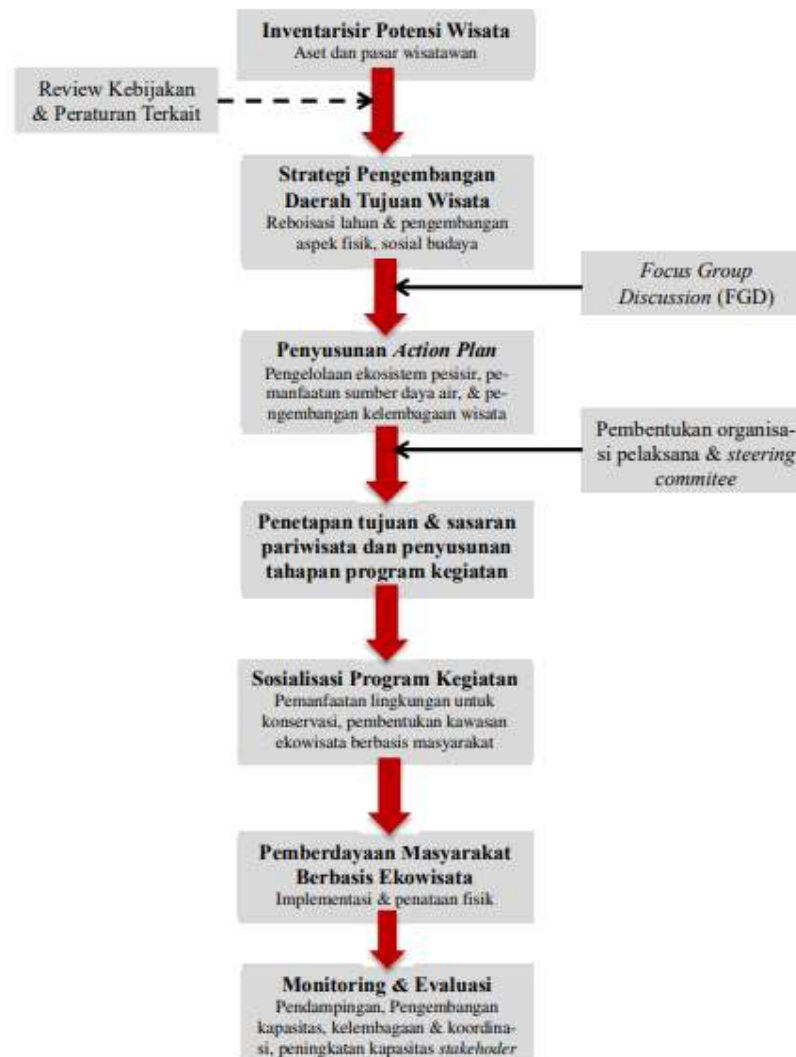 Inventarisir Potensi Wisata
Aset dan pasar wisatawan
Review Kebijakan
& Peraturan Terkait
Strategi Pengembangan
Daerah Tujuan Wisata
Reboisasi lahan & pengembangan
aspek fisik, sosial budaya
Focus Group
Discussion (FGD)
Penyusunan Action Plan
Pengelolaan ekosistem pesisir, pe-
manfaatan sumber daya air, & pe-
ngembangan kelembagaan wisata
Pembentukan organisa-
si pelaksana & steering
commitee
Penetapan tujuan & sasaran
pariwisata dan penyusunan
tahapan program kegiatan
Sosialisasi Program Kegiatan
Pemanfaatan lingkungan untuk
konservasi, pembentukan kawasan
ekowisata berbasis masyarakat
Pemberdayaan Masyarakat
Berbasis Ekowisata
Implementasi & penataan fisik
Monitoring & Evaluasi
Pendampingan, Pengembangan
kapasitas, kelembagaan & koordina-
si, peningkatan kapasitas stakehoder